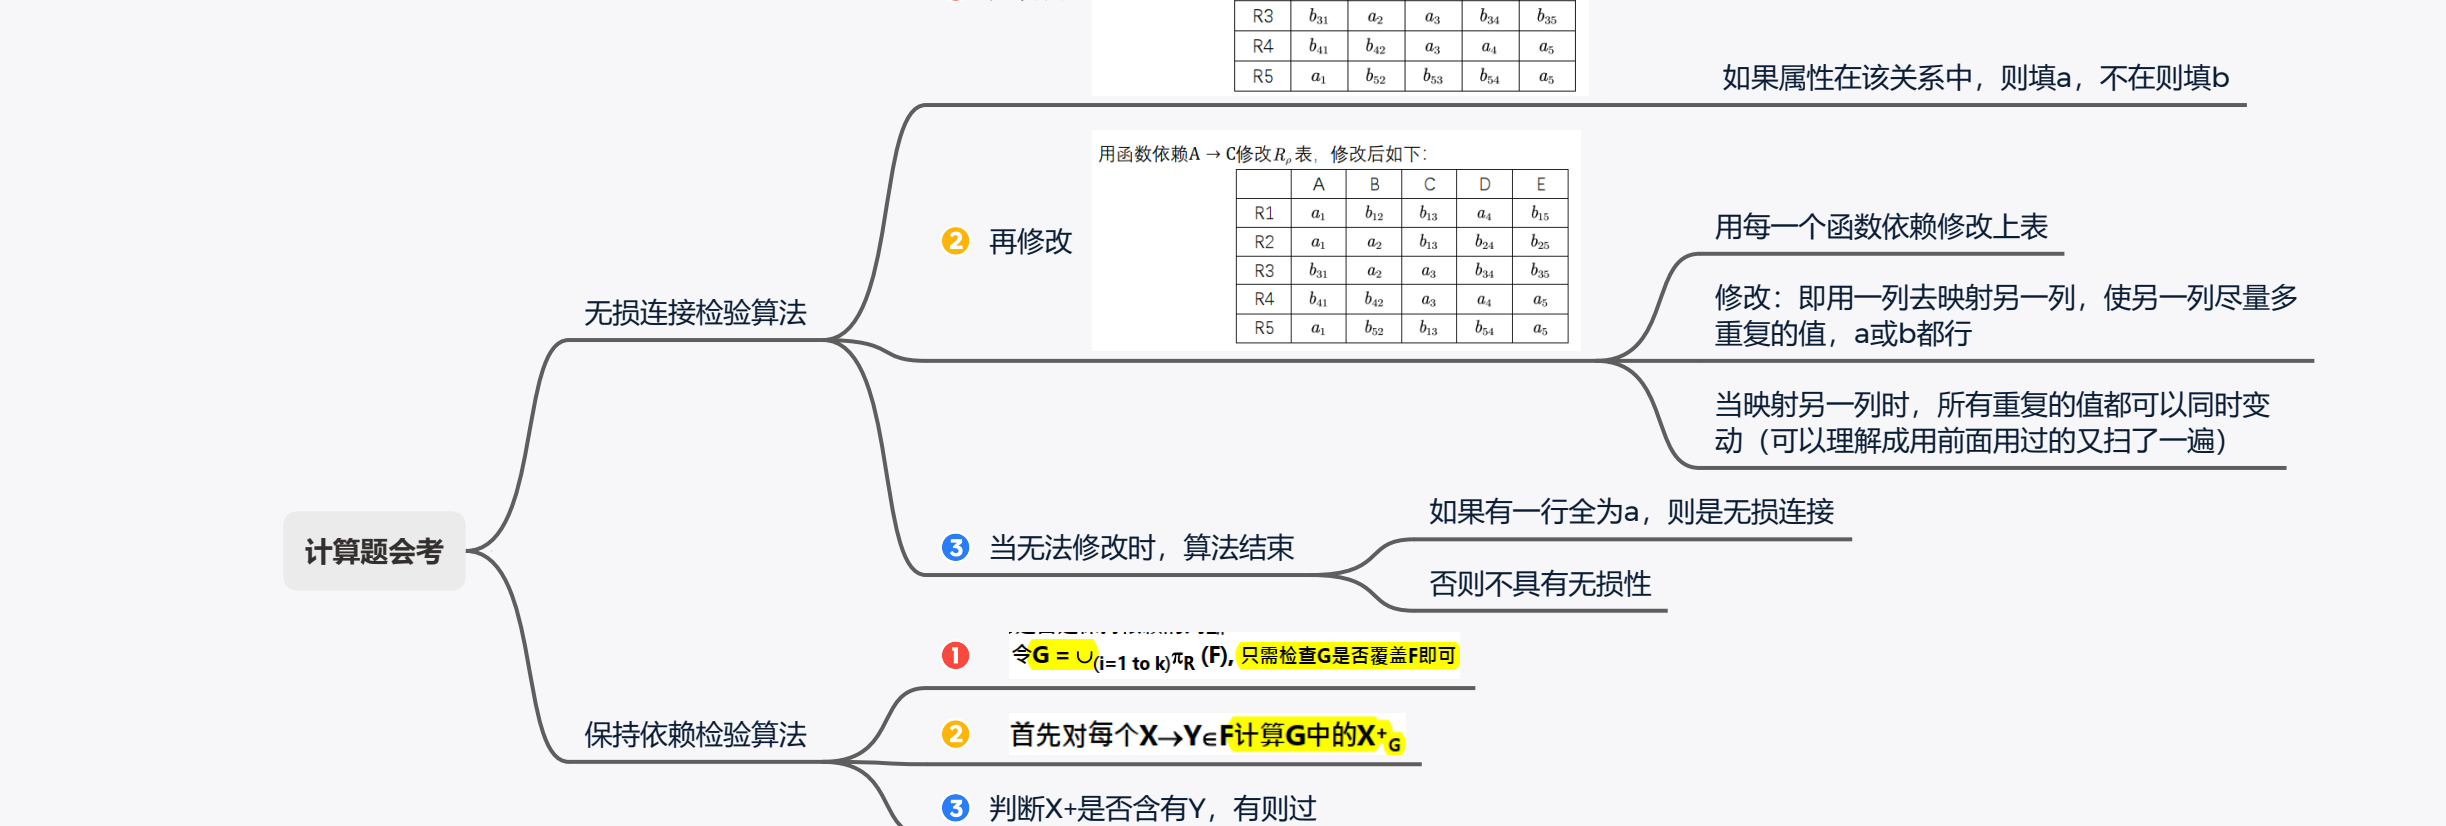 R3 b₃₁ a₂ a₃ b₃₄ b₃₅
R4 b₄₁ b₄₂ a₃ a₄ a₅
R5 a₁ b₅₂ b₅₃ b₅₄ a₅
如果属性在该关系中，则填a，不在则填b
用函数依赖A → C修改Rᵨ表，修改后如下：
A B C D E
R1 a₁ b₁₂ b₁₃ a₄ b₁₅
R2 a₁ a₂ b₁₃ b₂₄ b₂₅
R3 b₃₁ a₂ a₃ b₃₄ b₃₅
R4 b₄₁ b₄₂ a₃ a₄ a₅
R5 a₁ b₅₂ b₁₃ b₅₄ a₅
2 再修改
用每一个函数依赖修改上表
修改：即用一列去映射另一列，使另一列尽量多
重复的值，a或b都行
当映射另一列时，所有重复的值都可以同时变
动（可以理解成用前面用过的又扫了一遍）
无损连接检验算法
3 当无法修改时，算法结束
如果有一行全为a，则是无损连接
否则不具有无损性
计算题会考
1 令G = ∪(i=1 to k)πR (F), 只需检查G是否覆盖F即可
保持依赖检验算法
2 首先对每个X→Y∈F计算G中的X⁺G
3 判断X+是否含有Y，有则过